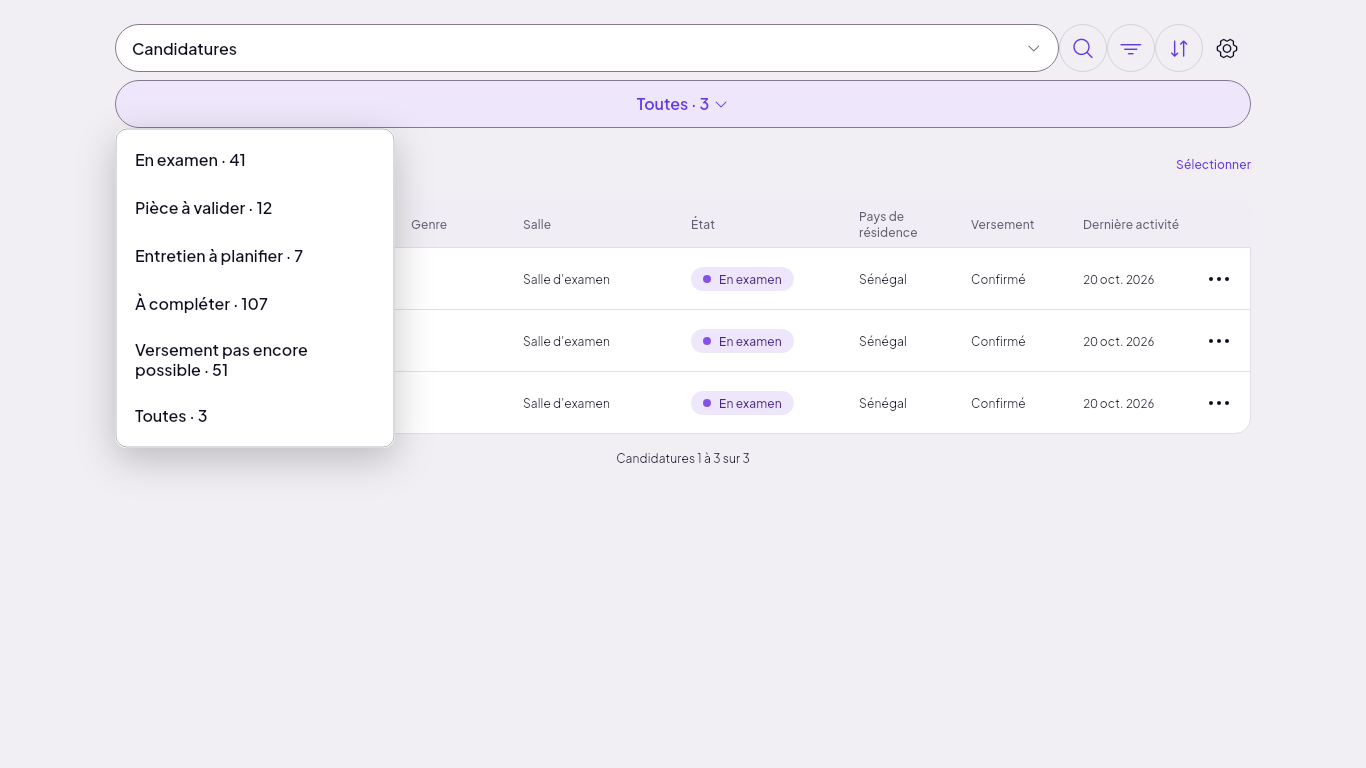 Candidatures
Toutes · 3
En examen · 41
Pièce à valider · 12
Entretien à planifier · 7
À compléter · 107
Versement pas encore
possible · 51
Toutes · 3
Sélectionner
Genre
Salle
État
Pays de
résidence
Versement
Dernière activité
Salle d'examen
En examen
Sénégal
Confirmé
20 oct. 2026
Salle d'examen
En examen
Sénégal
Confirmé
20 oct. 2026
Salle d'examen
En examen
Sénégal
Confirmé
20 oct. 2026
Candidatures 1 à 3 sur 3